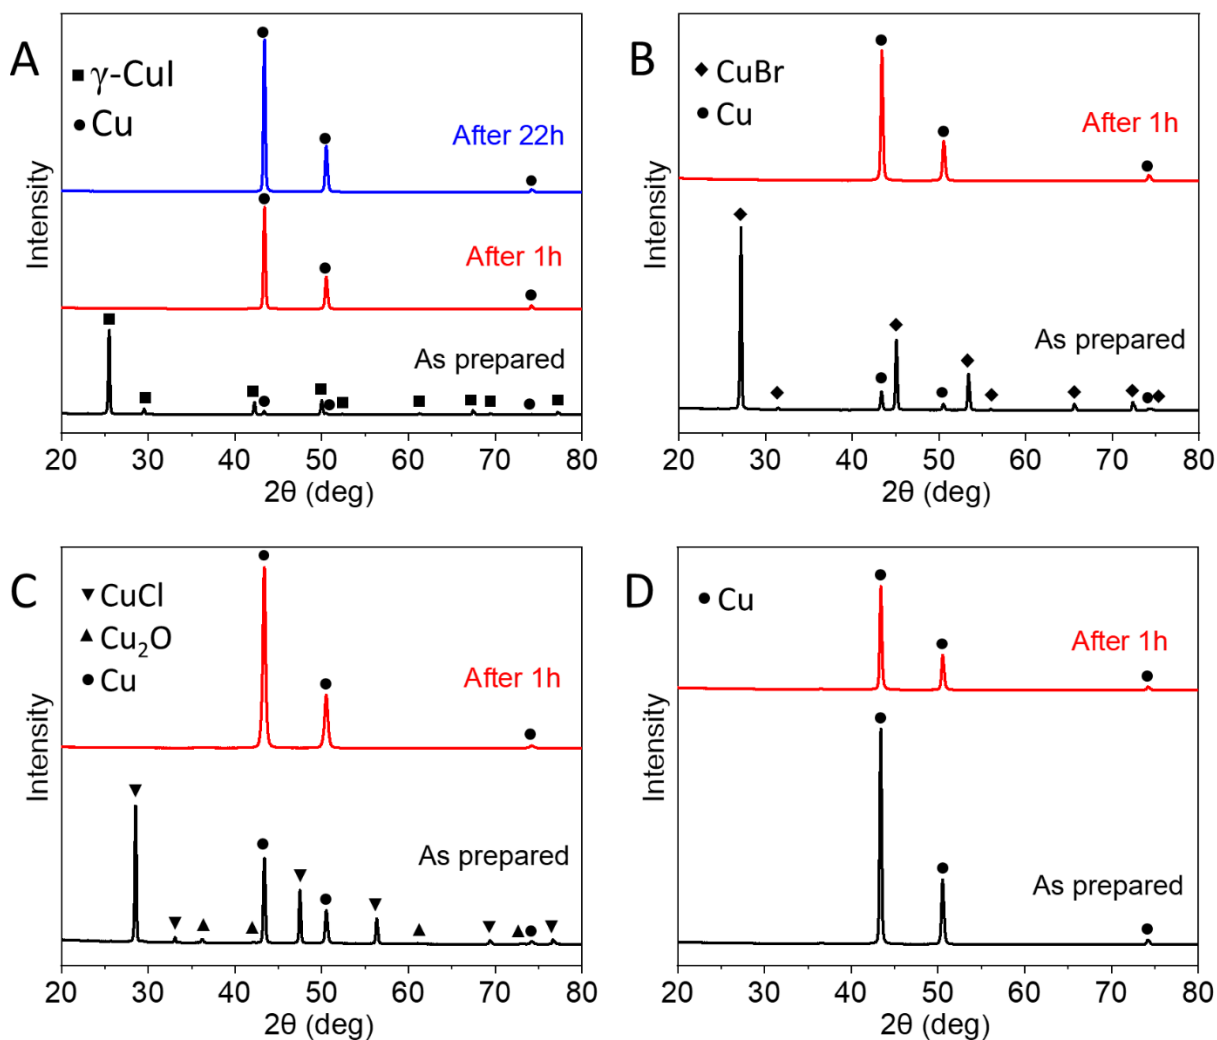 A
■ γ-CuI
● Cu
After 22h
After 1h
As prepared
Intensity
20 30 40 50 60 70 80
2θ (deg)
B
◆ CuBr
● Cu
After 1h
As prepared
Intensity
20 30 40 50 60 70 80
2θ (deg)
C
▼ CuCl
▲ Cu₂O
● Cu
After 1h
As prepared
Intensity
20 30 40 50 60 70 80
2θ (deg)
D
● Cu
After 1h
As prepared
Intensity
20 30 40 50 60 70 80
2θ (deg)